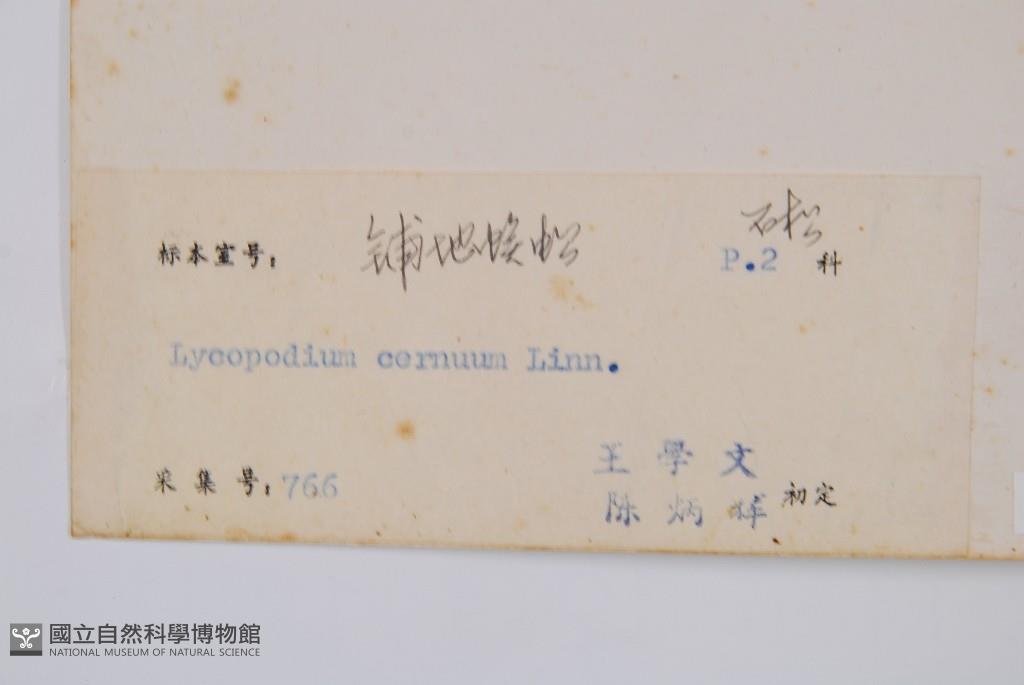 石松
标本室号： 铺地蜈蚣 P.2 科
Lycopodium cernuum Linn.
王學文
采集号：766
陈炳辉 初定
國立自然科學博物館
NATIONAL MUSEUM OF NATURAL SCIENCE